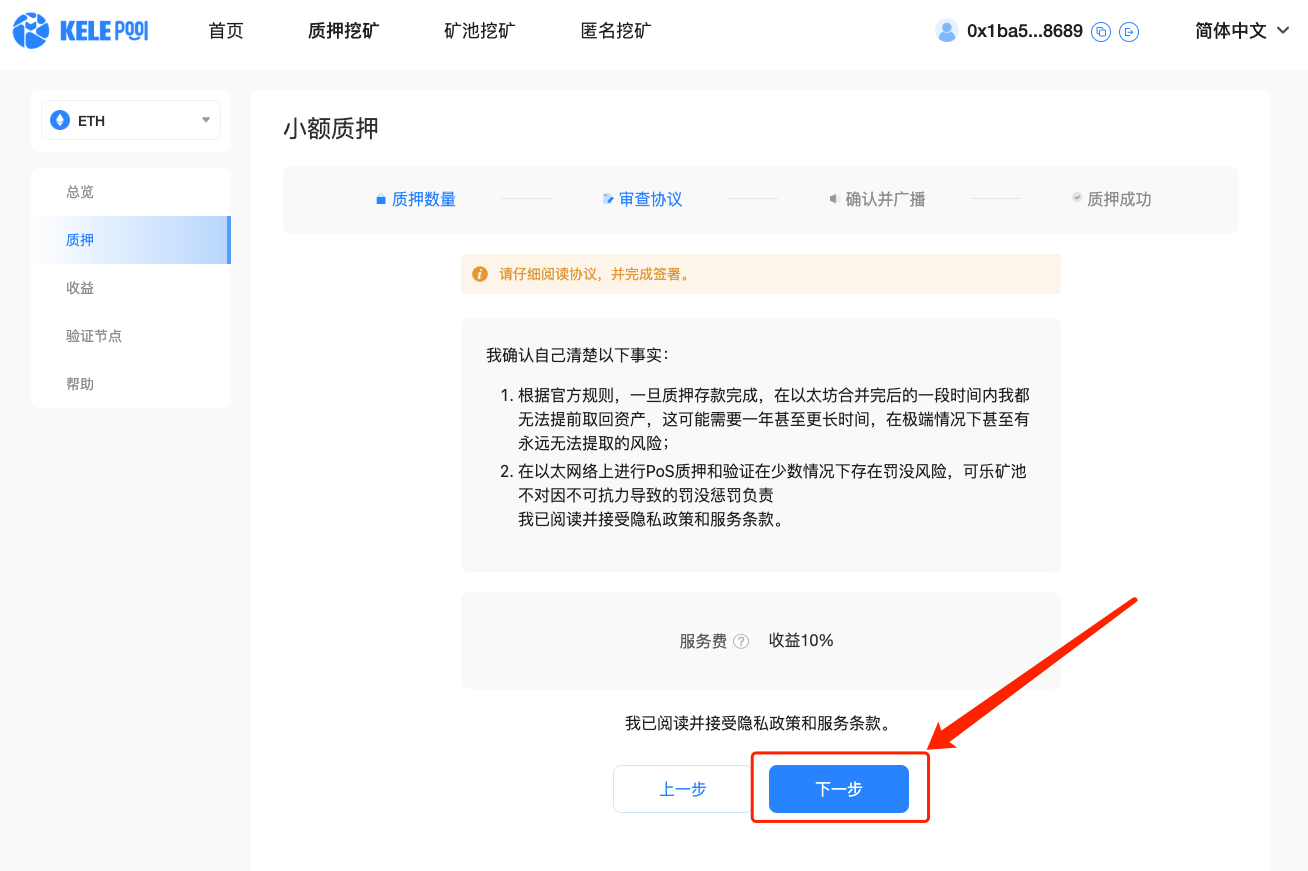 KELE POOl
首页
质押挖矿
矿池挖矿
匿名挖矿
0x1ba5...8689
简体中文
ETH
总览
质押
收益
验证节点
帮助
小额质押
质押数量
审查协议
确认并广播
质押成功
请仔细阅读协议，并完成签署。
我确认自己清楚以下事实：
1. 根据官方规则，一旦质押存款完成，在以太坊合并完后的一段时间内我都
无法提前取回资产，这可能需要一年甚至更长时间，在极端情况下甚至有
永远无法提取的风险；
2. 在以太网络上进行PoS质押和验证在少数情况下存在罚没风险，可乐矿池
不对因不可抗力导致的罚没惩罚负责
我已阅读并接受隐私政策和服务条款。
服务费 ? 收益10%
我已阅读并接受隐私政策和服务条款。
上一步
下一步